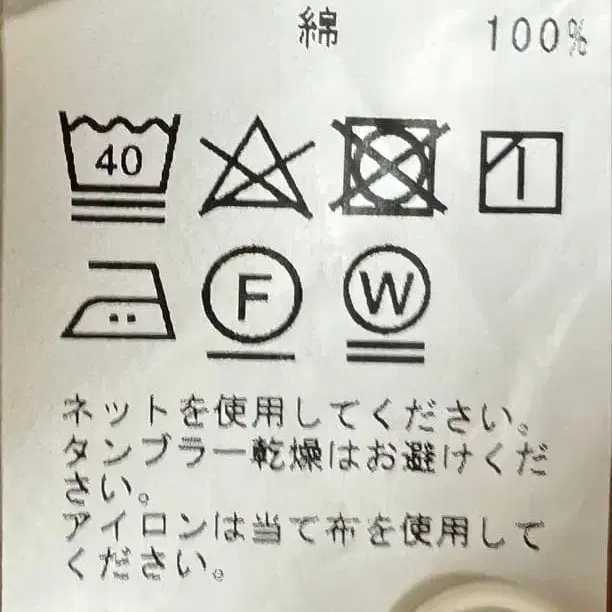 綿 100%
40
F W
ネットを使用してください。
タンブラー乾燥はお避けくだ
さい。
アイロンは当て布を使用して
ください。